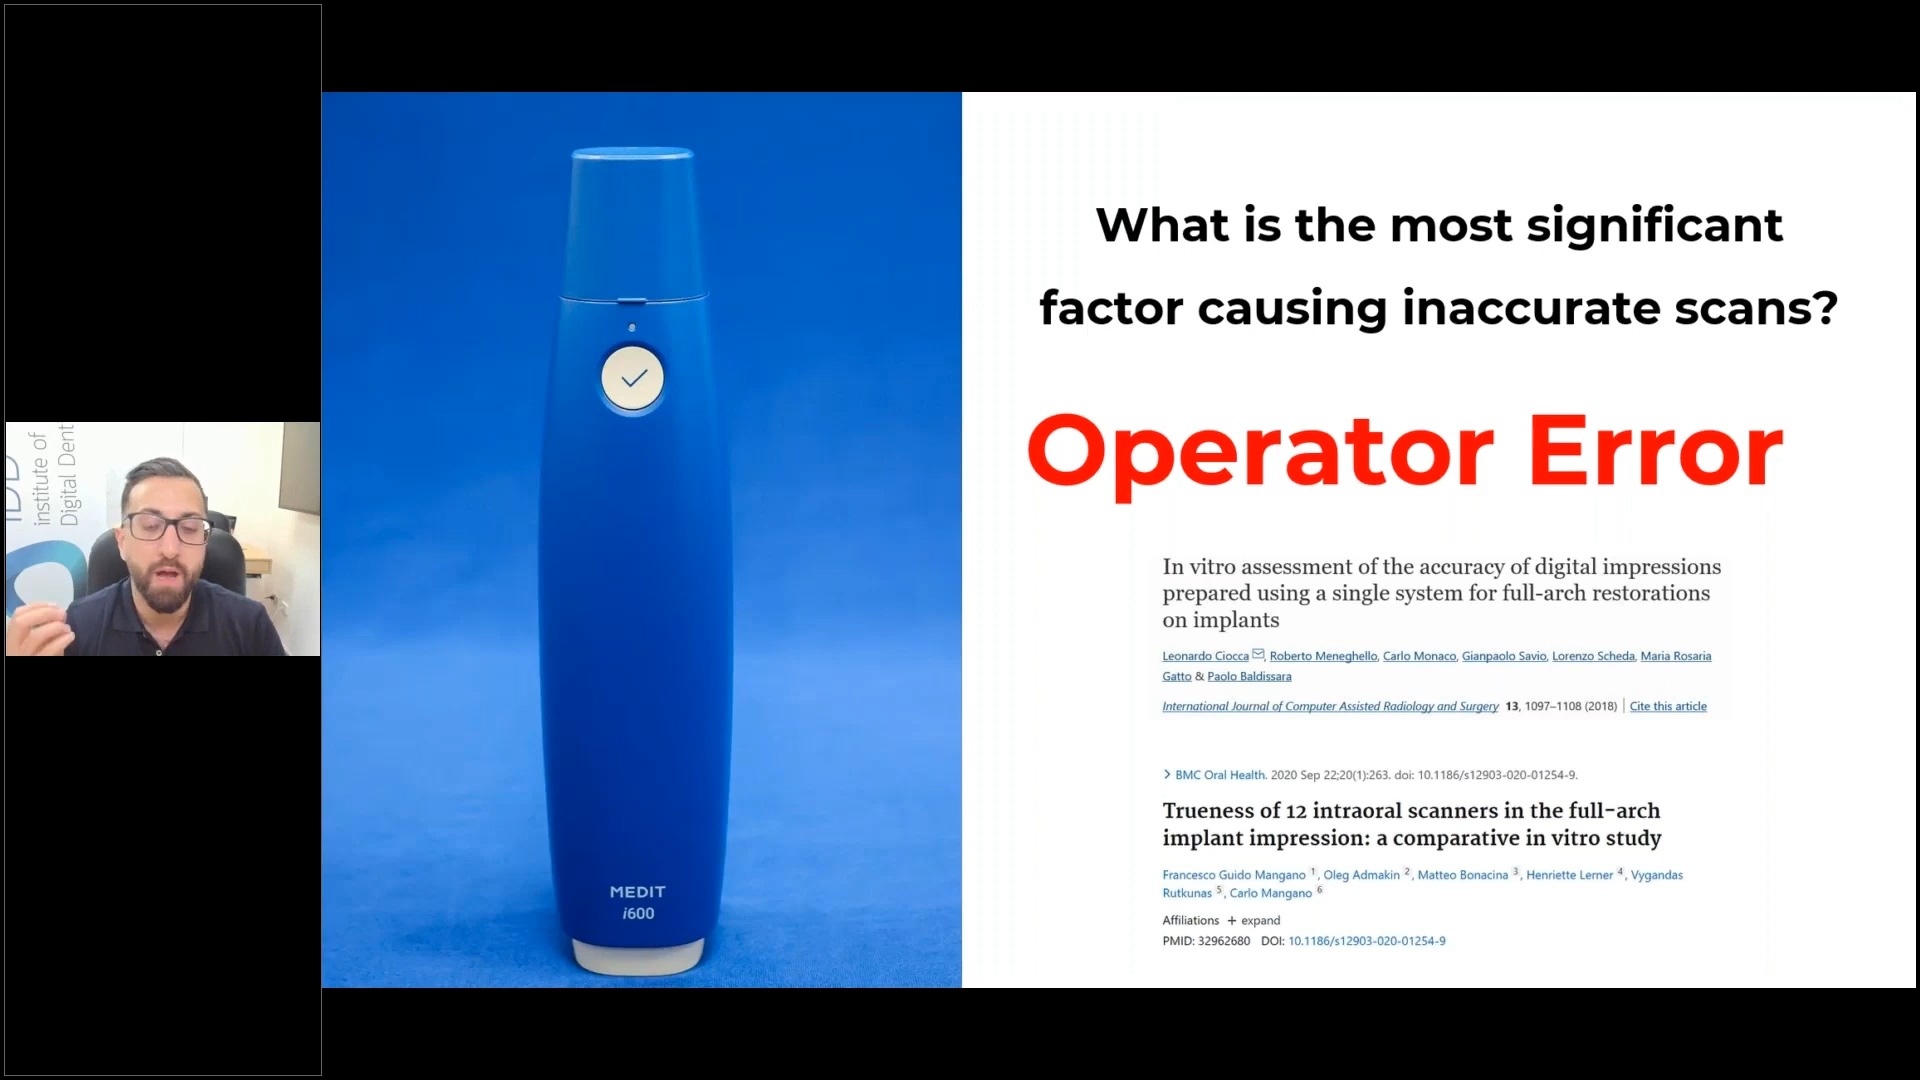 institute of
Digital Dent
MEDIT
i600
What is the most significant
factor causing inaccurate scans?
Operator Error
In vitro assessment of the accuracy of digital impressions
prepared using a single system for full-arch restorations
on implants
Leonardo Ciocca, Roberto Meneghello, Carlo Monaco, Gianpaolo Savio, Lorenzo Scheda, Maria Rosaria
Gatto & Paolo Baldissara
International Journal of Computer Assisted Radiology and Surgery 13, 1097–1108 (2018) | Cite this article
> BMC Oral Health. 2020 Sep 22;20(1):263. doi: 10.1186/s12903-020-01254-9.
Trueness of 12 intraoral scanners in the full-arch
implant impression: a comparative in vitro study
Francesco Guido Mangano 1, Oleg Admakin 2, Matteo Bonacina 3, Henriette Lerner 4, Vygandas
Rutkunas 5, Carlo Mangano 6
Affiliations + expand
PMID: 32962680 DOI: 10.1186/s12903-020-01254-9